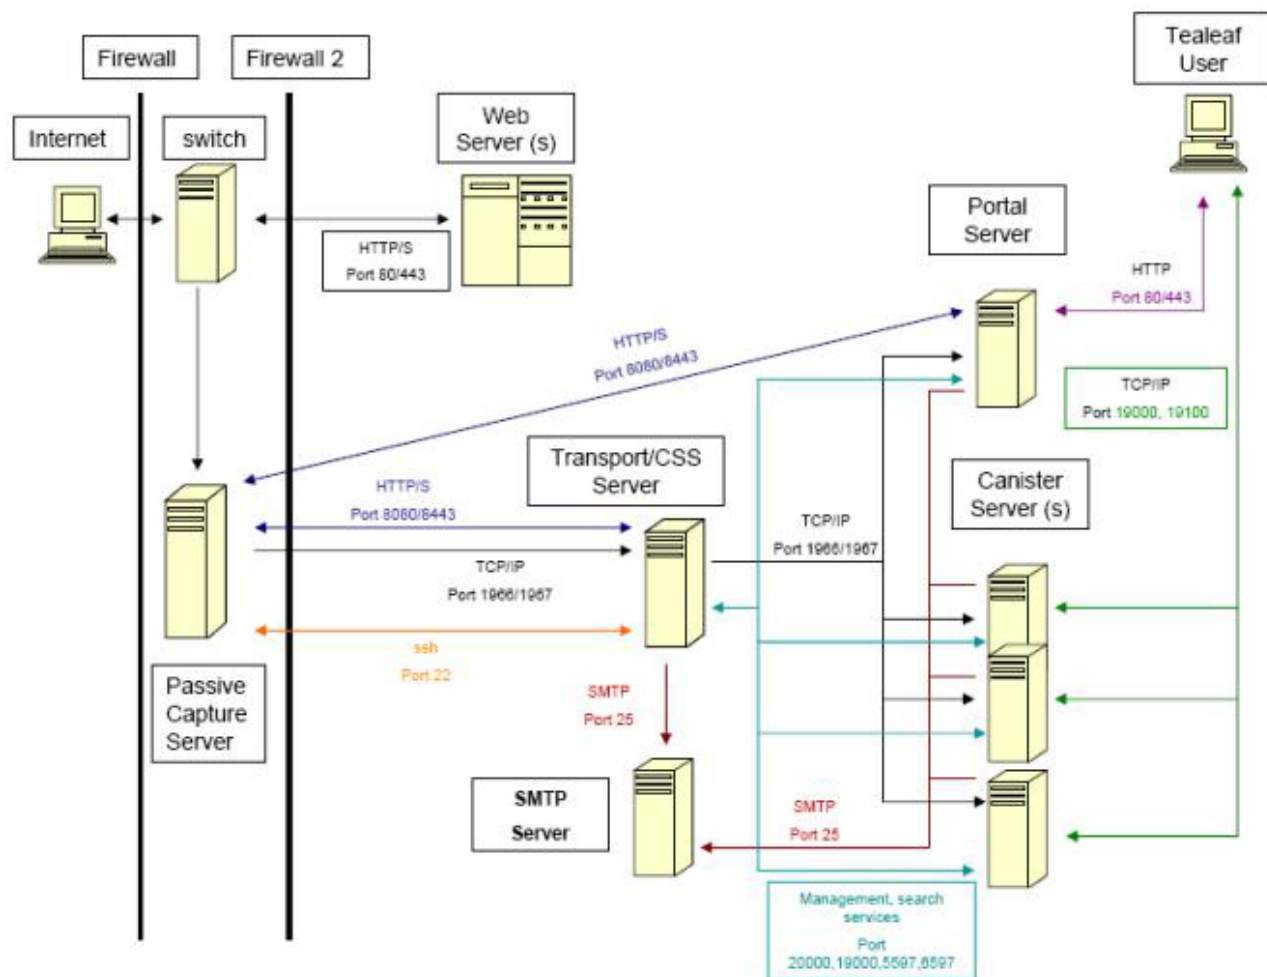 Firewall
Firewall 2
Tealeaf
User
Internet
switch
Web
Server (s)
HTTP/S
Port 80/443
Portal
Server
HTTP
Port 80/443
HTTP/S
Port 8080/8443
TCP/IP
Port 19000, 19100
Transport/CSS
Server
Canister
Server (s)
HTTP/S
Port 8080/8443
TCP/IP
Port 1966/1967
TCP/IP
Port 1966/1967
ssh
Port 22
Passive
Capture
Server
SMTP
Port 25
SMTP
Server
SMTP
Port 25
Management, search
services
Port
20000,19000,5597,6597